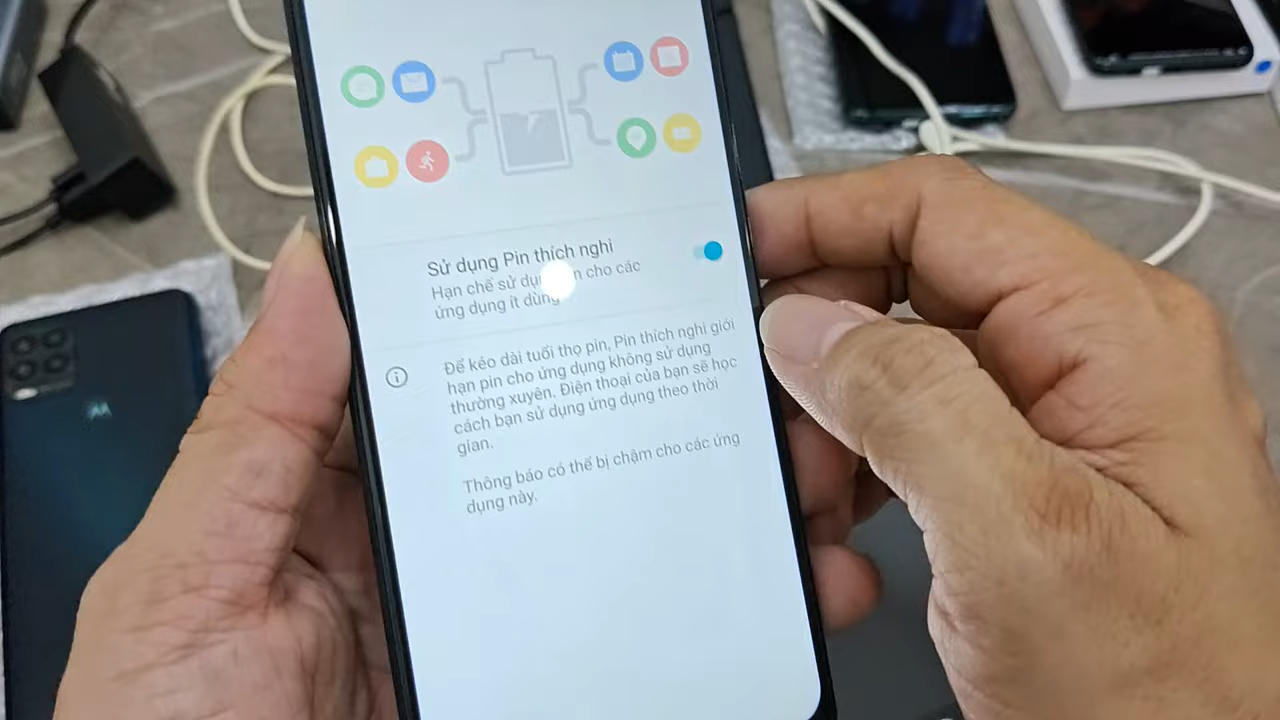 Sử dụng Pin thích nghi
Hạn chế sử dụng pin cho các
ứng dụng ít dùng
Để kéo dài tuổi thọ pin, Pin thích nghi giới
hạn pin cho ứng dụng không sử dụng
thường xuyên. Điện thoại của bạn sẽ học
cách bạn sử dụng ứng dụng theo thời
gian.
Thông báo có thể bị chậm cho các ứng
dụng này.